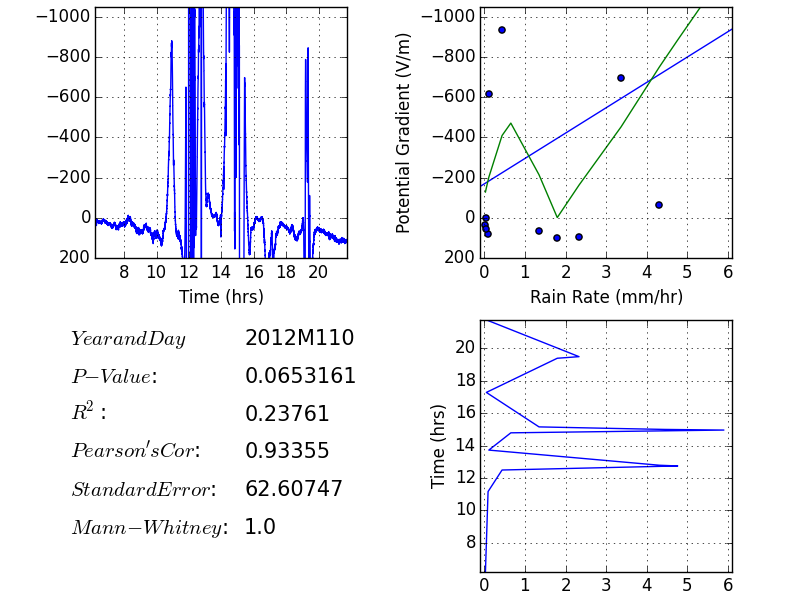 −1000
−800
−600
−400
−200
0
200
8 10 12 14 16 18 20
Time (hrs)
Potential Gradient (V/m)
−1000
−800
−600
−400
−200
0
200
0 1 2 3 4 5 6
Rain Rate (mm/hr)
YearandDay 2012M110
P−Value: 0.0653161
R²: 0.23761
Pearson'sCor: 0.93355
StandardError: 62.60747
Mann−Whitney: 1.0
Time (hrs)
20
18
16
14
12
10
8
0 1 2 3 4 5 6